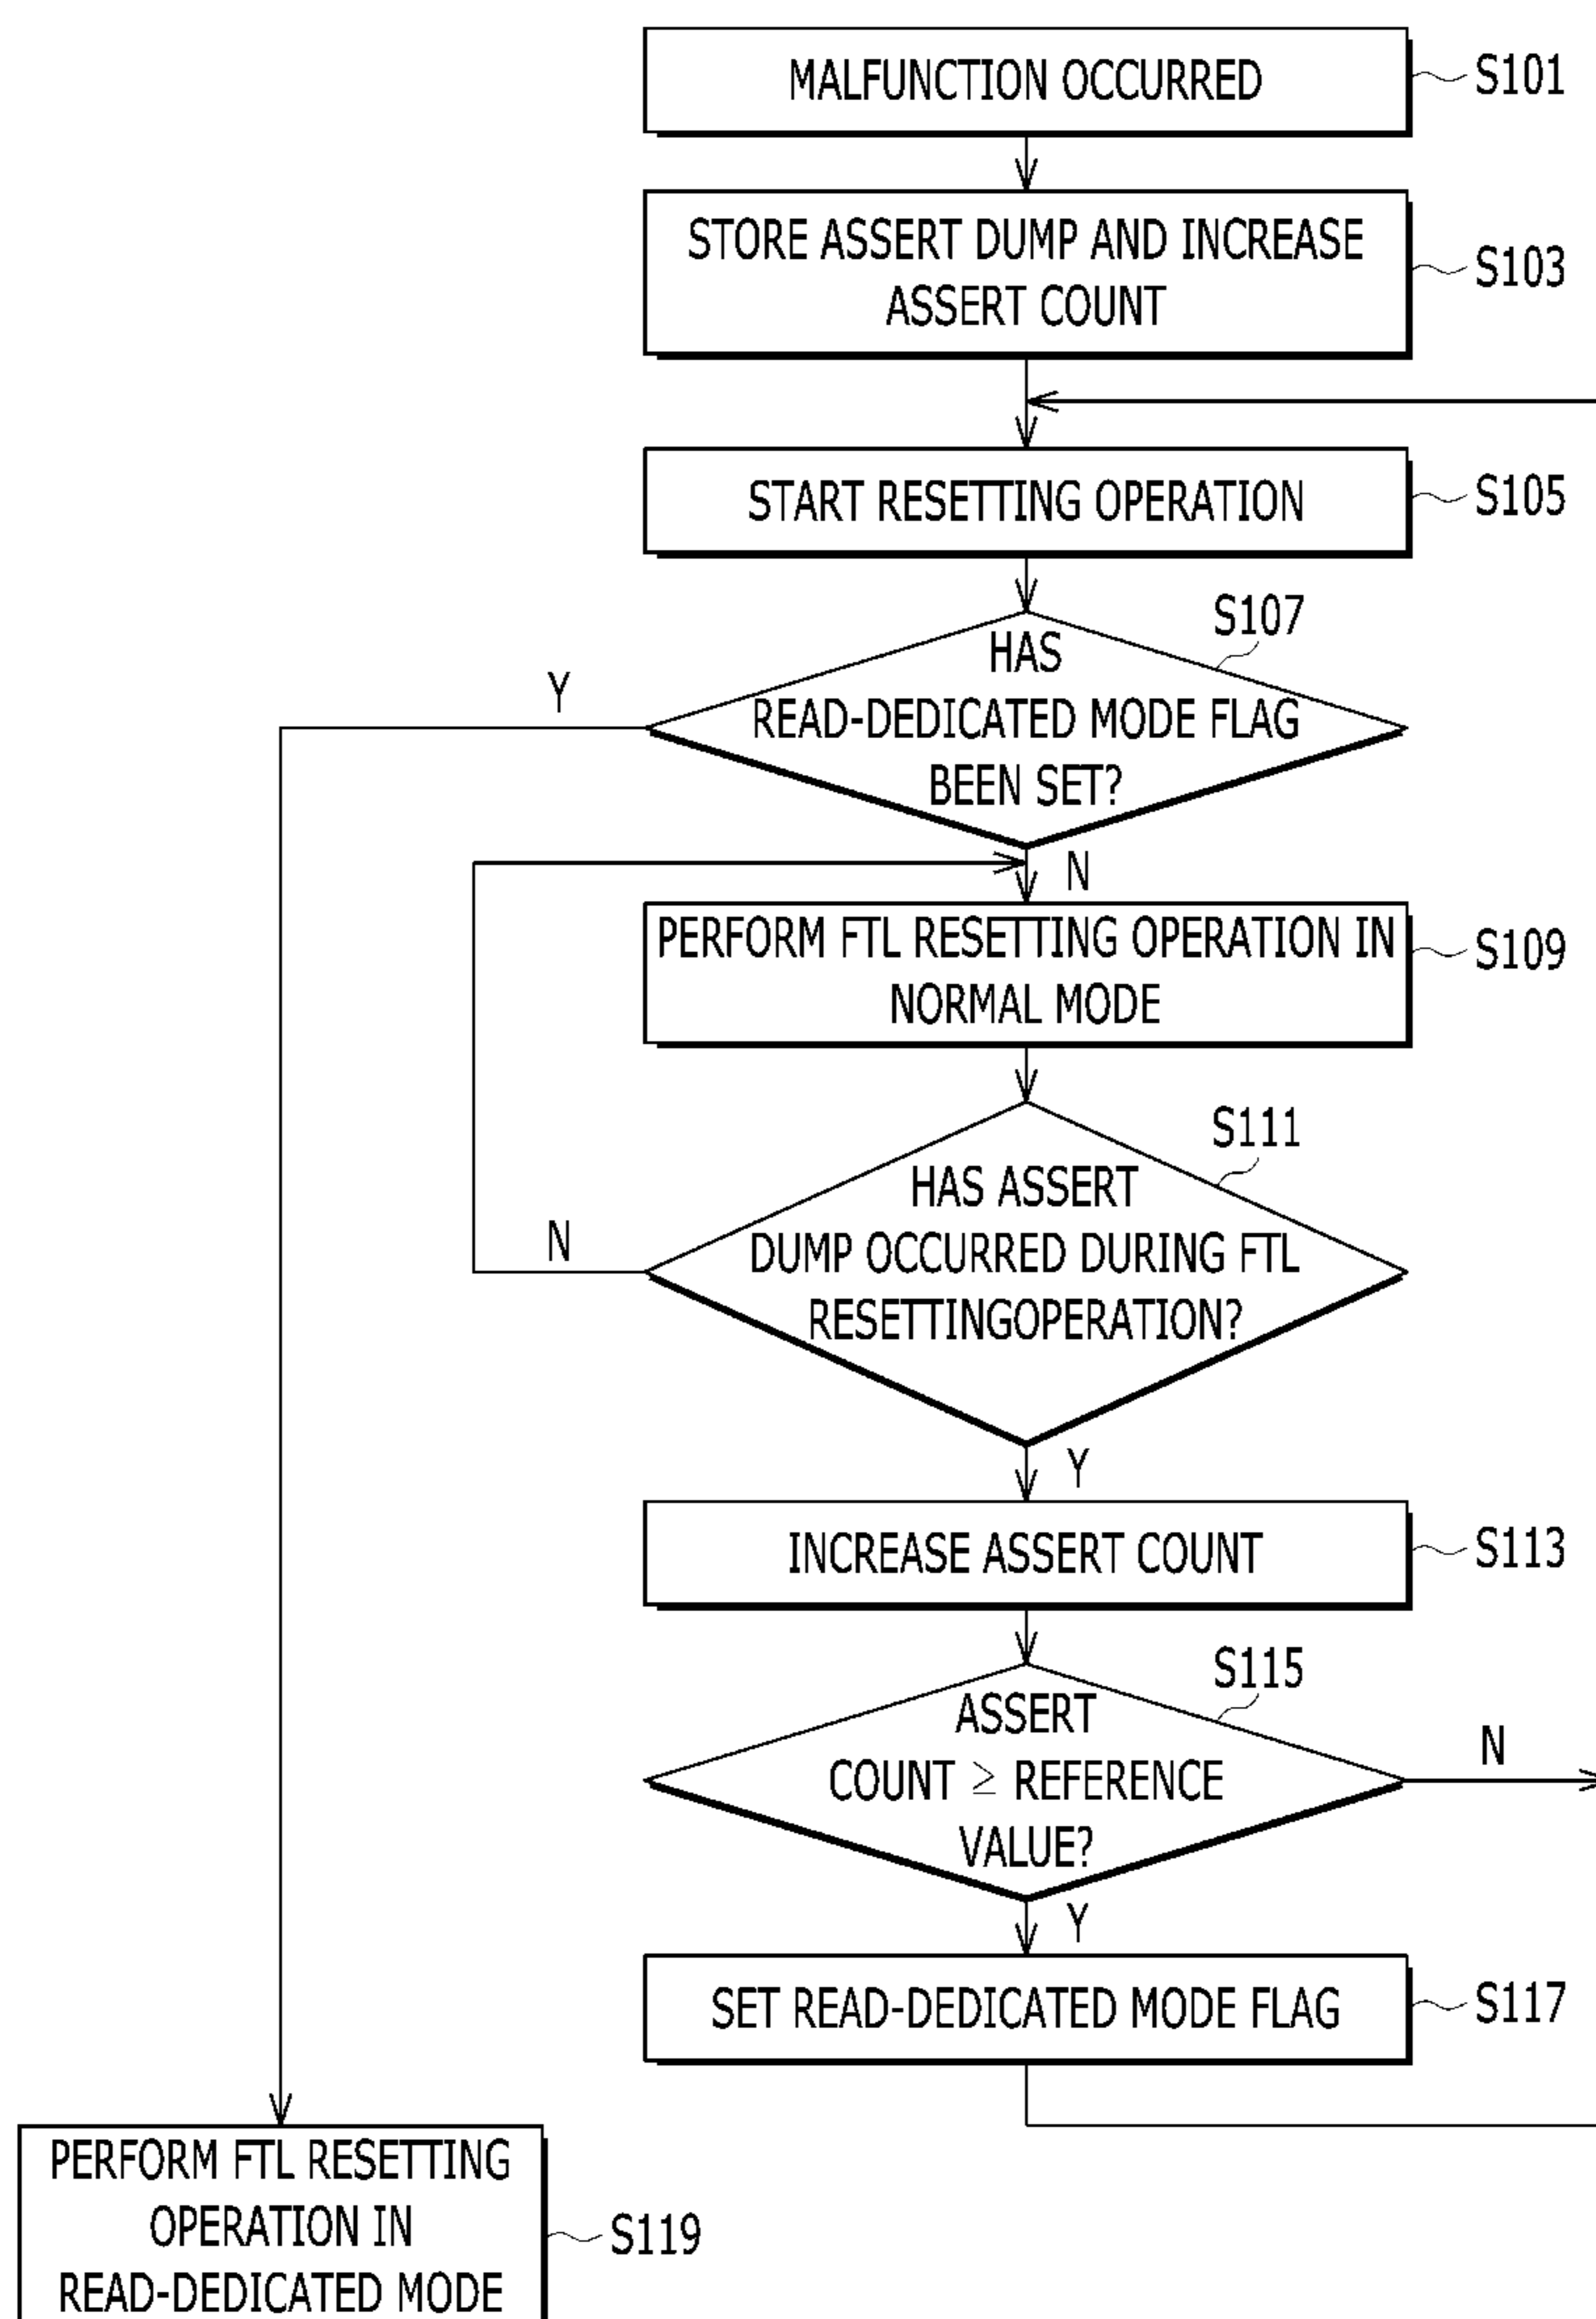 MALFUNCTION OCCURRED
S101
STORE ASSERT DUMP AND INCREASE
ASSERT COUNT
S103
START RESETTING OPERATION
S105
S107
HAS
READ-DEDICATED MODE FLAG
BEEN SET?
Y
N
PERFORM FTL RESETTING OPERATION IN
NORMAL MODE
S109
S111
HAS ASSERT
DUMP OCCURRED DURING FTL
RESETTINGOPERATION?
N
Y
INCREASE ASSERT COUNT
S113
S115
ASSERT
COUNT ≥ REFERENCE
VALUE?
N
Y
SET READ-DEDICATED MODE FLAG
S117
PERFORM FTL RESETTING
OPERATION IN
READ-DEDICATED MODE
S119